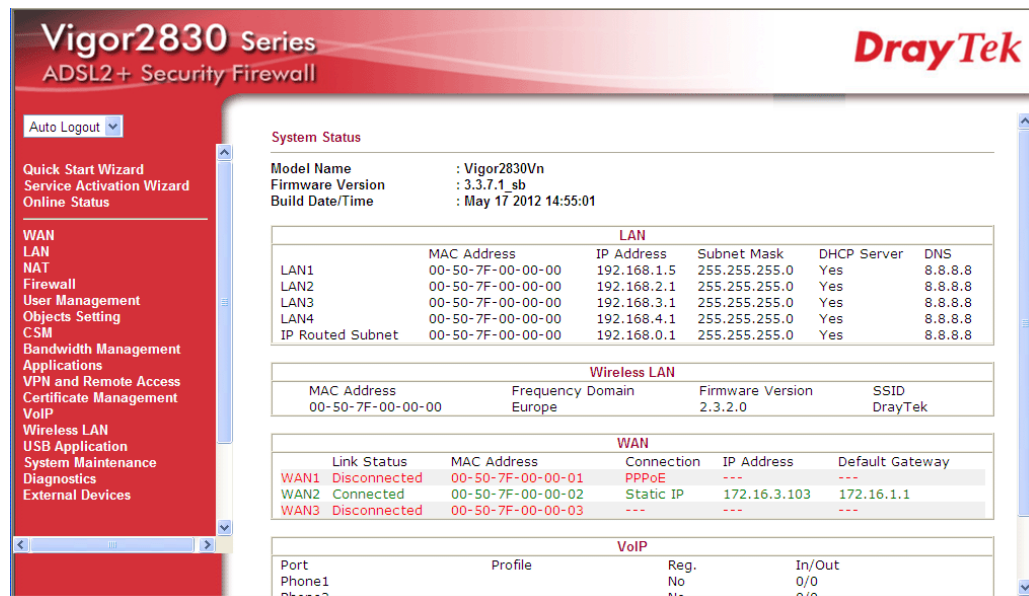 Vigor2830 Series
ADSL2+ Security Firewall
DrayTek
Auto Logout
Quick Start Wizard
Service Activation Wizard
Online Status
WAN
LAN
NAT
Firewall
User Management
Objects Setting
CSM
Bandwidth Management
Applications
VPN and Remote Access
Certificate Management
VoIP
Wireless LAN
USB Application
System Maintenance
Diagnostics
External Devices
System Status
Model Name : Vigor2830Vn
Firmware Version : 3.3.7.1_sb
Build Date/Time : May 17 2012 14:55:01
LAN
MAC Address IP Address Subnet Mask DHCP Server DNS
LAN1 00-50-7F-00-00-00 192.168.1.5 255.255.255.0 Yes 8.8.8.8
LAN2 00-50-7F-00-00-00 192.168.2.1 255.255.255.0 Yes 8.8.8.8
LAN3 00-50-7F-00-00-00 192.168.3.1 255.255.255.0 Yes 8.8.8.8
LAN4 00-50-7F-00-00-00 192.168.4.1 255.255.255.0 Yes 8.8.8.8
IP Routed Subnet 00-50-7F-00-00-00 192.168.0.1 255.255.255.0 Yes 8.8.8.8
Wireless LAN
MAC Address Frequency Domain Firmware Version SSID
00-50-7F-00-00-00 Europe 2.3.2.0 DrayTek
WAN
Link Status MAC Address Connection IP Address Default Gateway
WAN1 Disconnected 00-50-7F-00-00-01 PPPoE --- ---
WAN2 Connected 00-50-7F-00-00-02 Static IP 172.16.3.103 172.16.1.1
WAN3 Disconnected 00-50-7F-00-00-03 --- --- ---
VoIP
Port Profile Reg. In/Out
Phone1 No 0/0